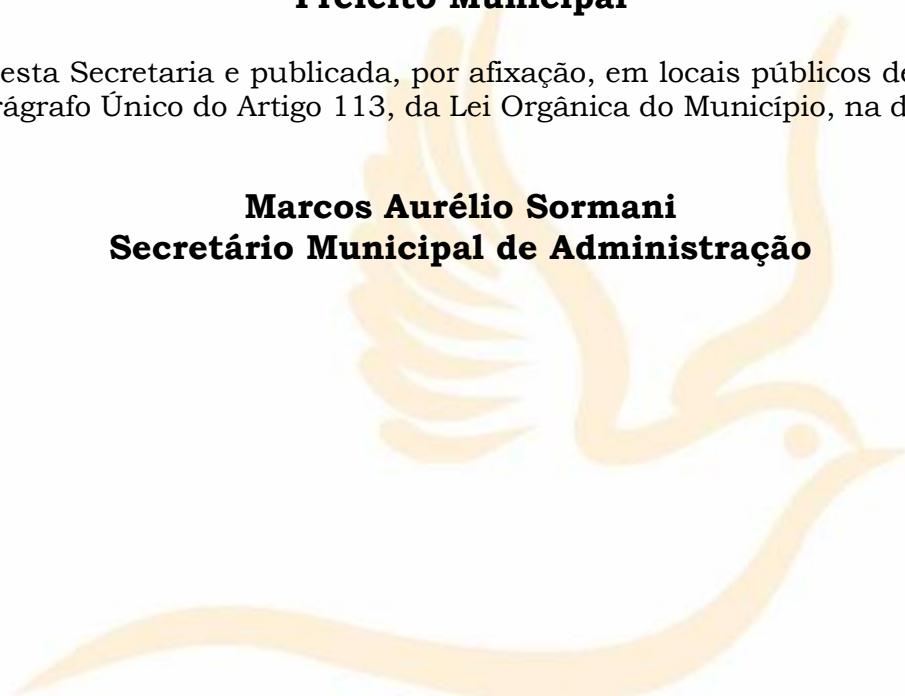 Prefeito Municipal
esta Secretaria e publicada, por afixação, em locais públicos de
rágrafo Único do Artigo 113, da Lei Orgânica do Município, na d
Marcos Aurélio Sormani
Secretário Municipal de Administração